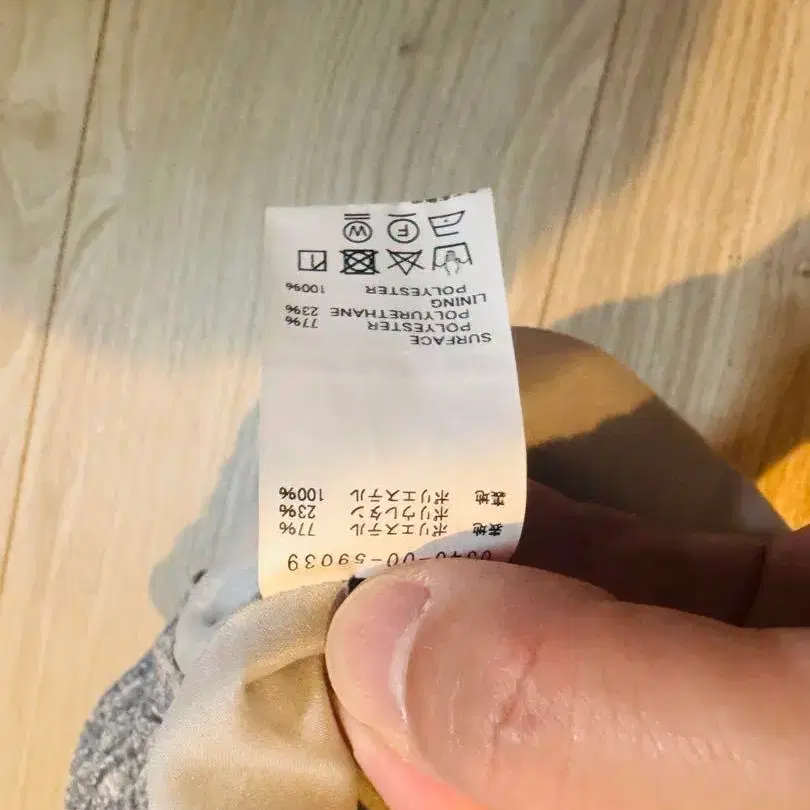 59039
表地 ポリエステル 77%
ポリウレタン 23%
裏地 ポリエステル 100%
SURFACE
POLYESTER 77%
POLYURETHANE 23%
LINING
POLYESTER 100%
F W